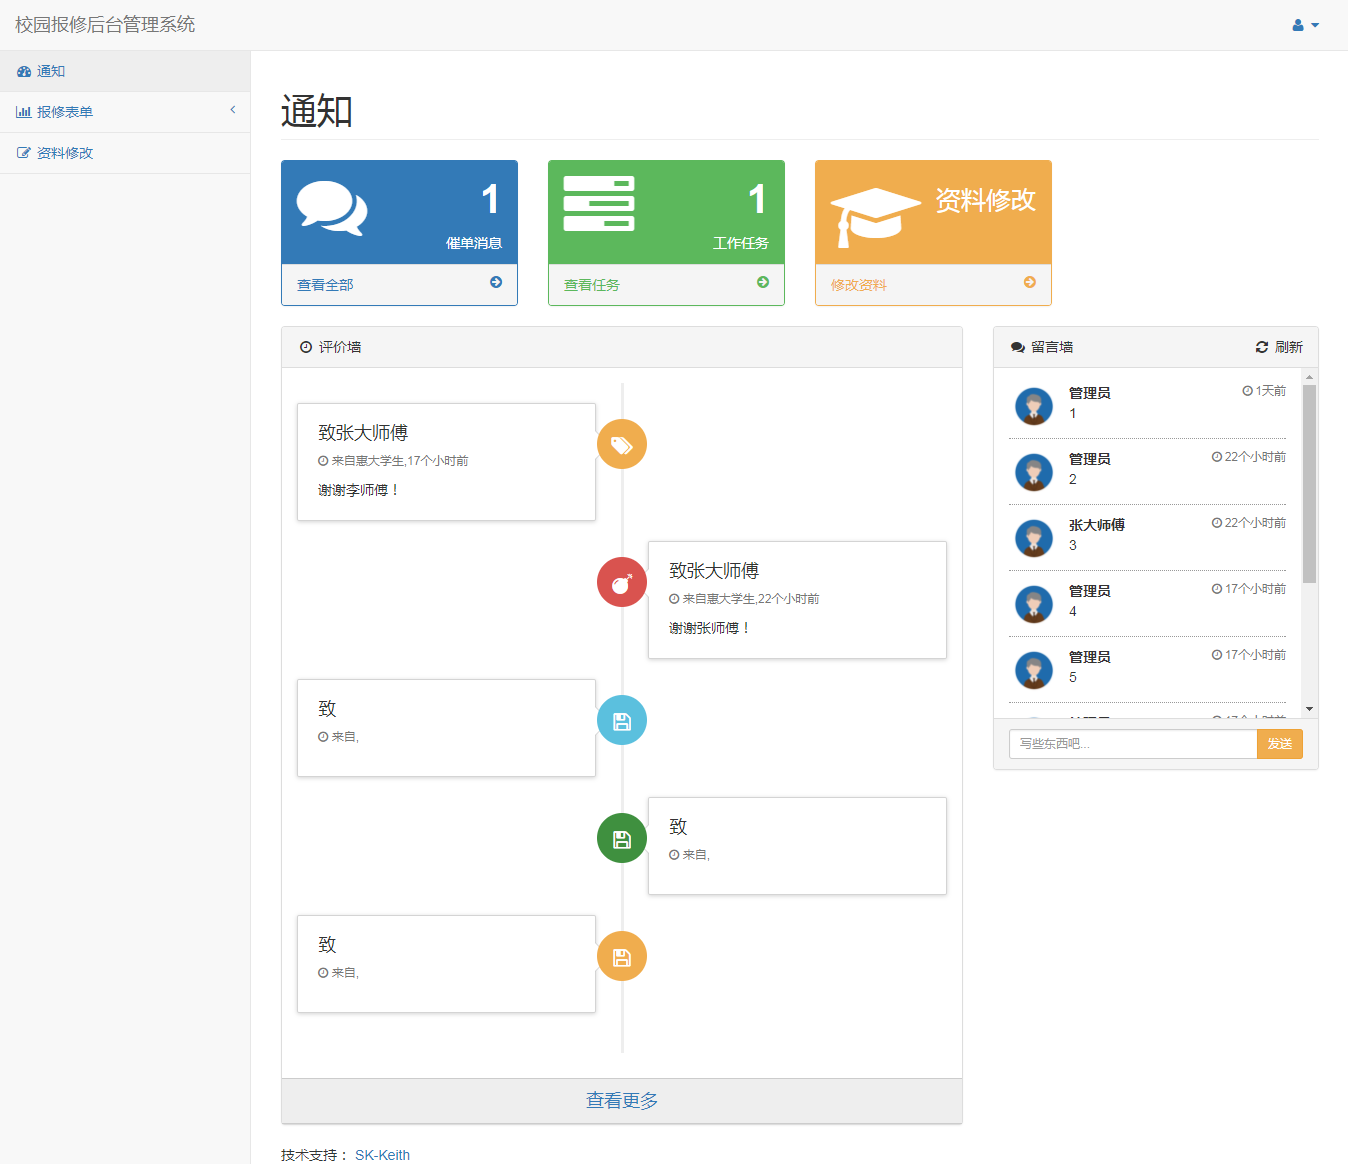 校园报修后台管理系统
通知
报修表单
资料修改
通知
1
催单消息
查看全部
1
工作任务
查看任务
资料修改
修改资料
评价墙
致张大师傅
来自惠大学生,17个小时前
谢谢李师傅！
致张大师傅
来自惠大学生,22个小时前
谢谢张师傅！
致
来自,
致
来自,
致
来自,
查看更多
留言墙 刷新
管理员 1天前
1
管理员 22个小时前
2
张大师傅 22个小时前
3
管理员 17个小时前
4
管理员 17个小时前
5
写些东西吧... 发送
技术支持： SK-Keith